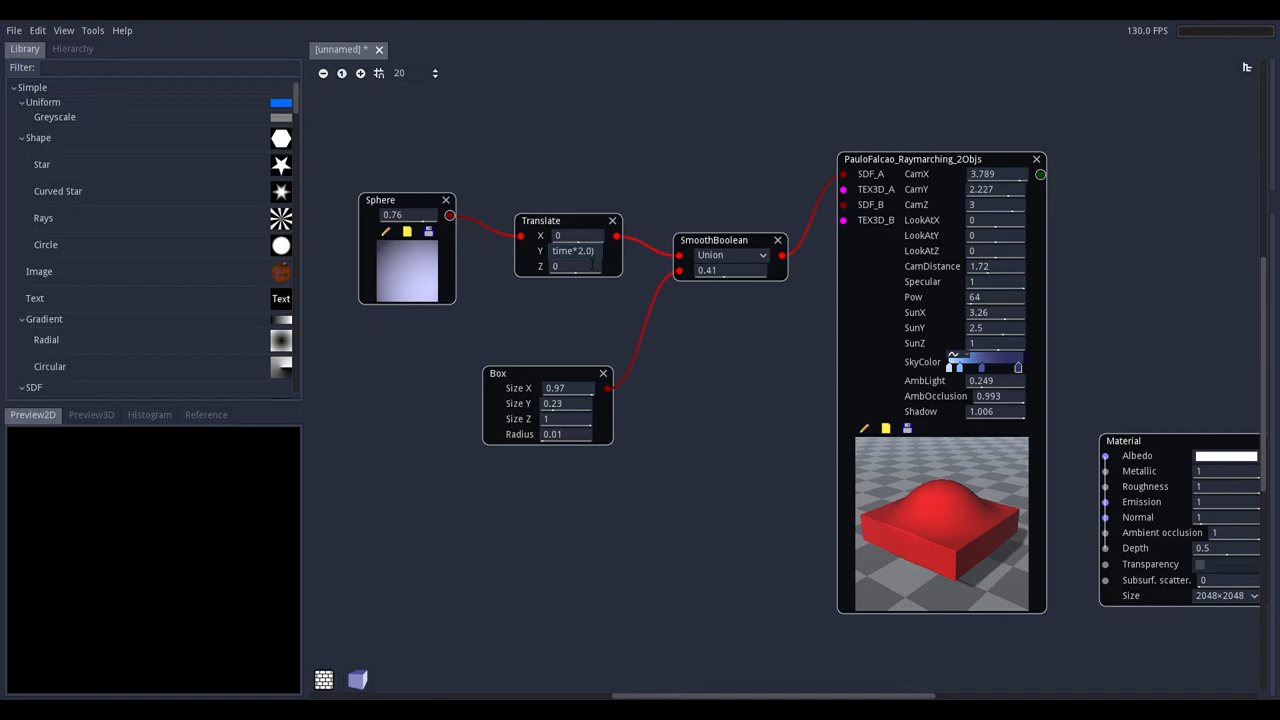 File Edit View Tools Help
130.0 FPS
Library Hierarchy
[unnamed] *
Filter:
20
Simple
Uniform
Greyscale
Shape
Star
Curved Star
Rays
Circle
Image
Text
Text
Gradient
Radial
Circular
SDF
Preview2D Preview3D Histogram Reference
Sphere
0.76
Translate
X 0
Y time*2.0)
Z 0
SmoothBoolean
Union
0.41
Box
Size X 0.97
Size Y 0.23
Size Z 1
Radius 0.01
PauloFalcao_Raymarching_2Objs
SDF_A CamX 3.789
TEX3D_A CamY 2.227
SDF_B CamZ 3
TEX3D_B LookAtX 0
LookAtY 0
LookAtZ 0
CamDistance 1.72
Specular 1
Pow 64
SunX 3.26
SunY 2.5
SunZ 1
SkyColor
AmbLight 0.249
AmbOcclusion 0.993
Shadow 1.006
Material
Albedo
Metallic 1
Roughness 1
Emission 1
Normal 1
Ambient occlusion 1
Depth 0.5
Transparency
Subsurf. scatter. 0
Size 2048×2048